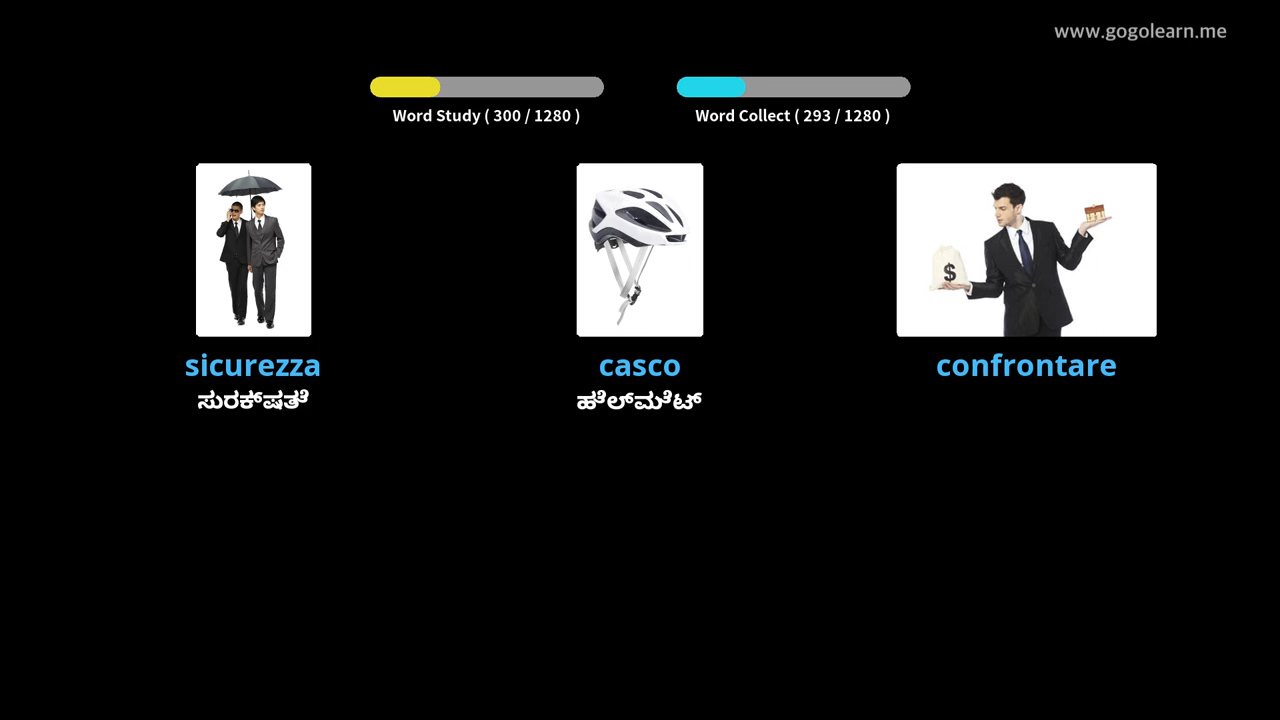 www.gogolearn.me
Word Study ( 300 / 1280 )
Word Collect ( 293 / 1280 )
$
sicurezza
casco
confrontare
ಸುರಕ್ಷತೆ
ಹೆಲ್ಮೆಟ್